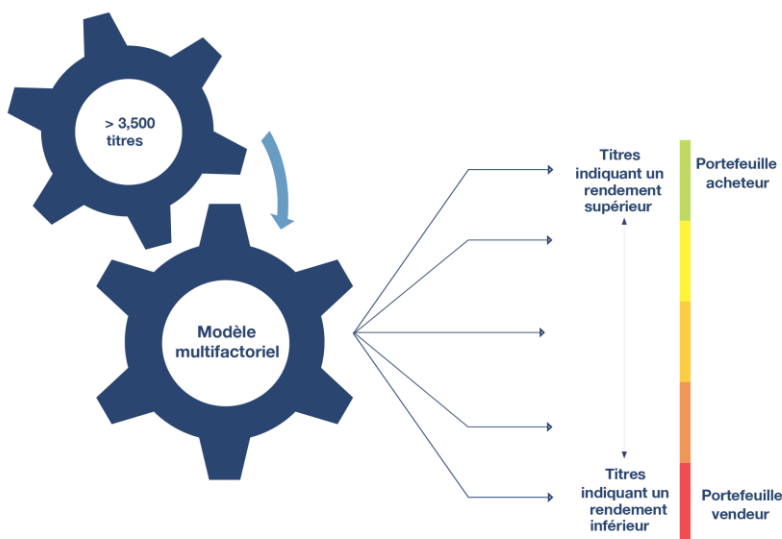 > 3,500
titres
Modèle
multifactoriel
Titres
indiquant un
rendement
supérieur
Portefeuille
acheteur
Titres
indiquant un
rendement
inférieur
Portefeuille
vendeur